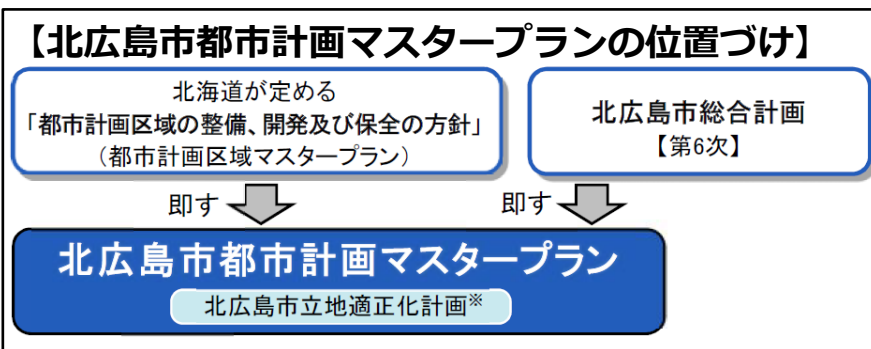 【北広島市都市計画マスタープランの位置づけ】
北海道が定める
「都市計画区域の整備、開発及び保全の方針」
（都市計画区域マスタープラン）
北広島市総合計画
【第6次】
即す
即す
北広島市都市計画マスタープラン
北広島市立地適正化計画※